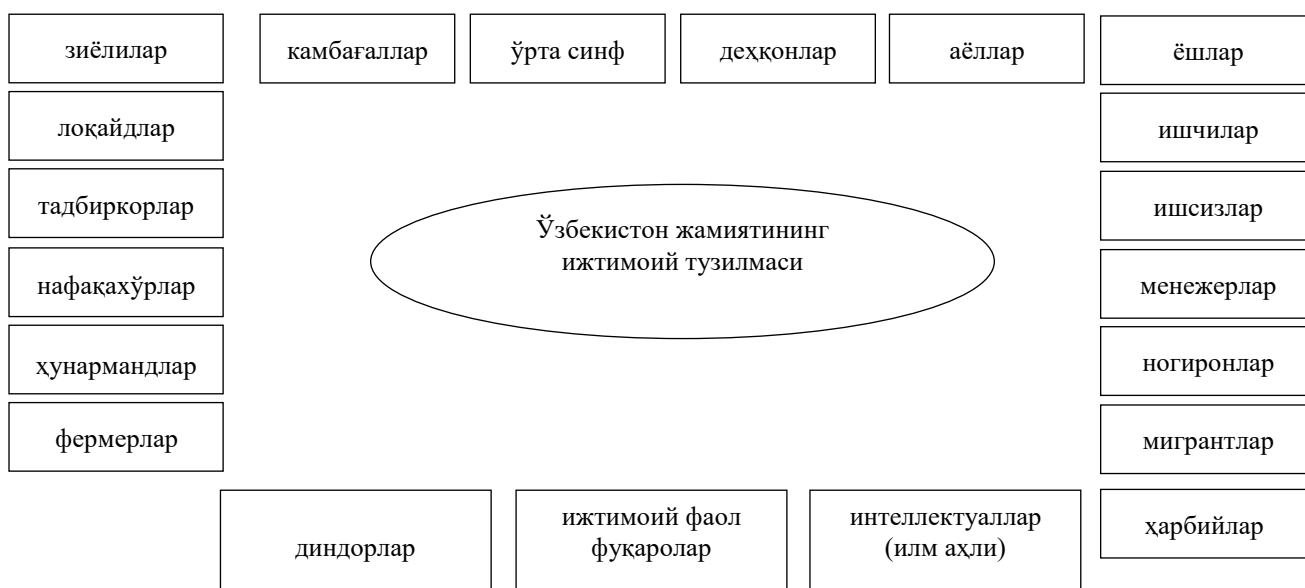 зиёлилар
камбағаллар
ўрта синф
деҳқонлар
аёллар
ёшлар
лоқайдлар
ишчилар
тадбиркорлар
ишсизлар
Ўзбекистон жамиятининг
ижтимоий тузилмаси
нафақахўрлар
менежерлар
ҳунармандлар
ногиронлар
фермерлар
мигрантлар
диндорлар
ижтимоий фаол
фуқаролар
интеллектуаллар
(илм аҳли)
ҳарбийлар